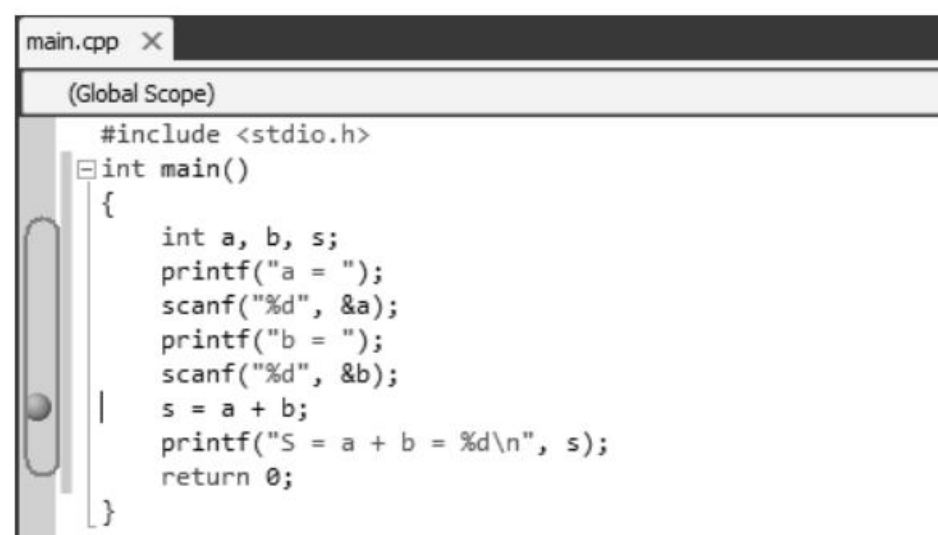 main.cpp ×
(Global Scope)
#include <stdio.h>
int main()
{
int a, b, s;
printf("a = ");
scanf("%d", &a);
printf("b = ");
scanf("%d", &b);
s = a + b;
printf("S = a + b = %d\n", s);
return 0;
}